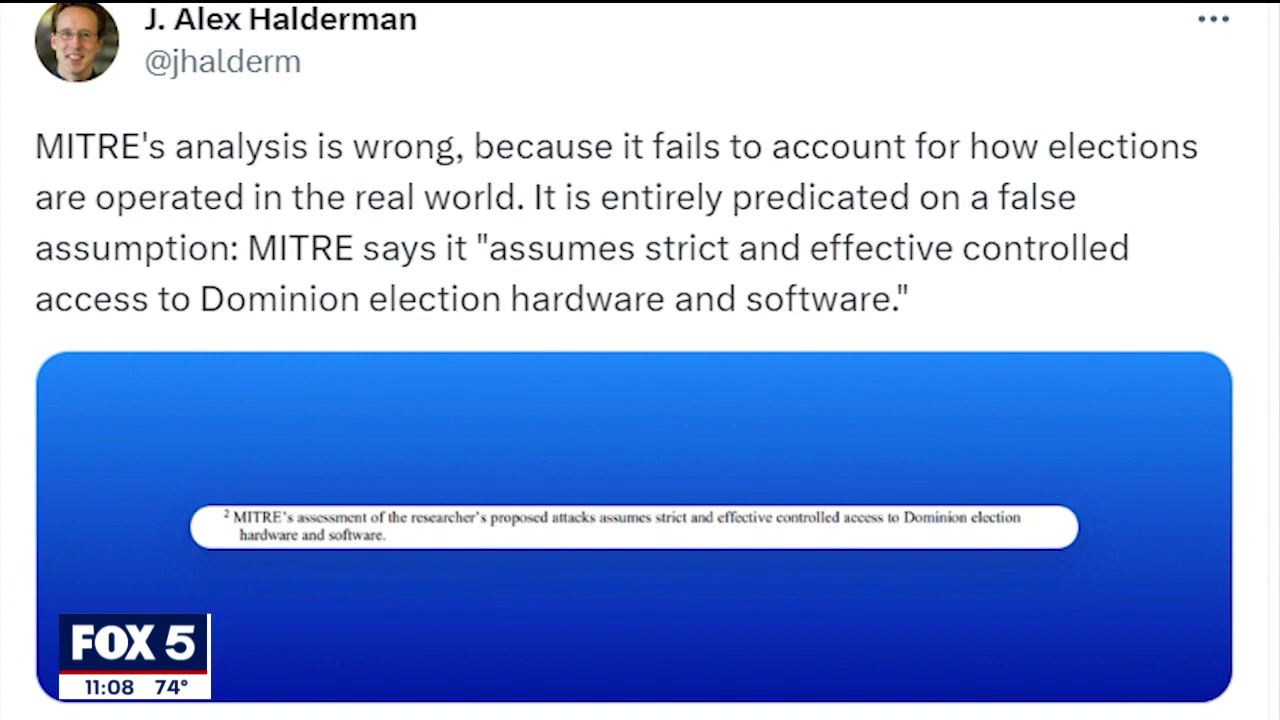 J. Alex Halderman
@jhalderm
MITRE's analysis is wrong, because it fails to account for how elections
are operated in the real world. It is entirely predicated on a false
assumption: MITRE says it "assumes strict and effective controlled
access to Dominion election hardware and software."
2 MITRE's assessment of the researcher's proposed attacks assumes strict and effective controlled access to Dominion election
hardware and software.
FOX 5
11:08 74°